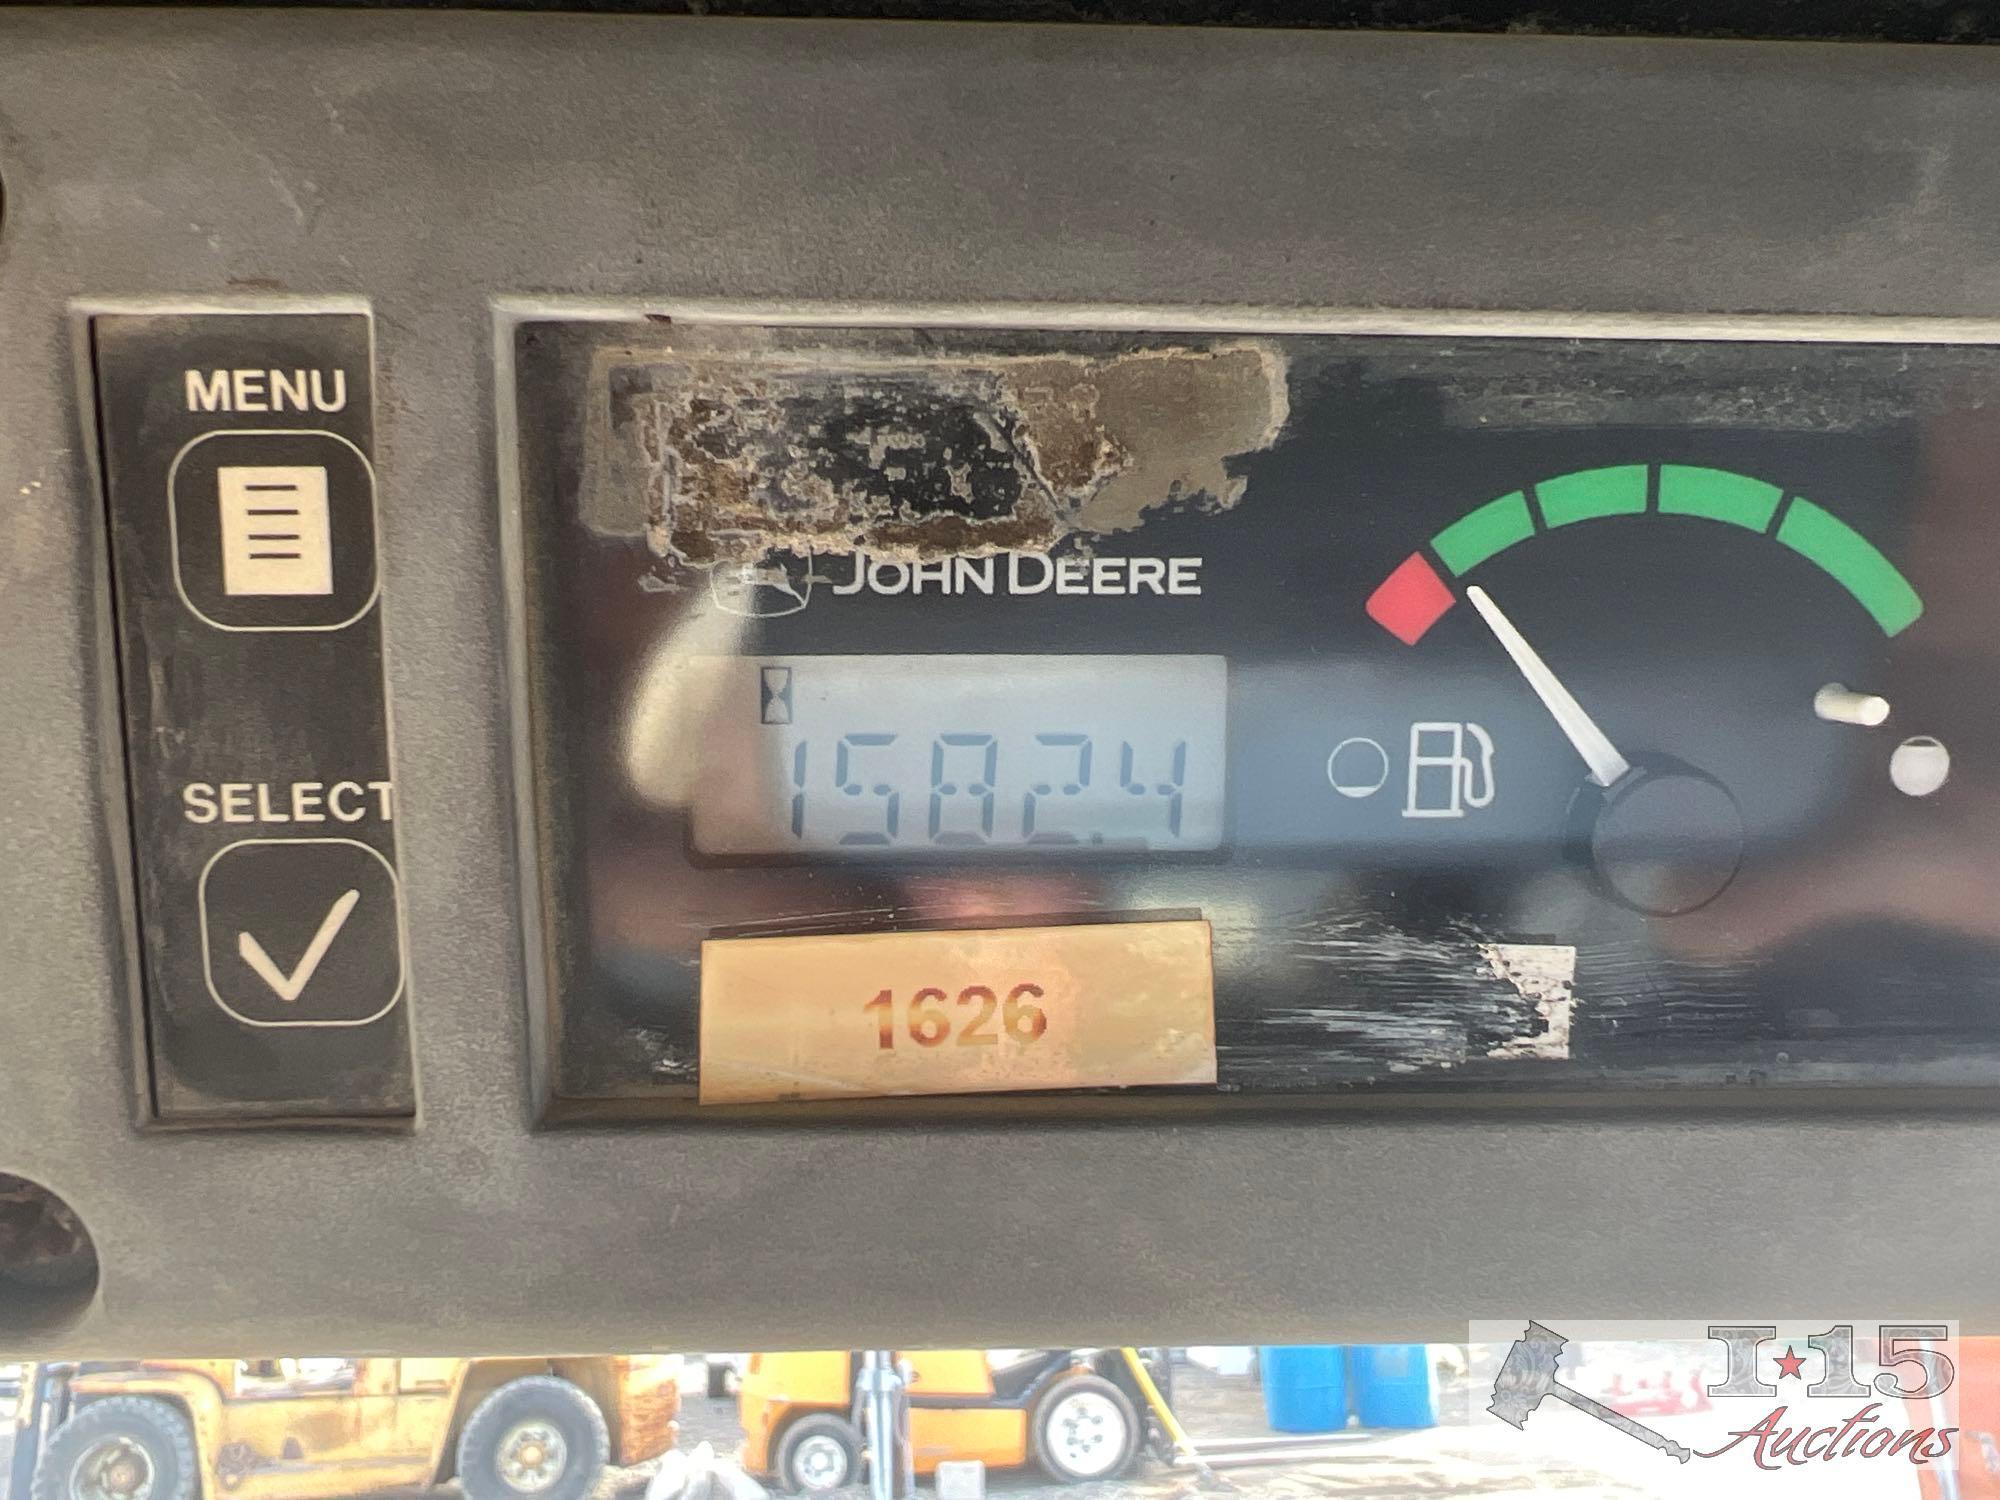 MENU
SELECT
JOHN DEERE
1582.4
1626
I★15
Auctions